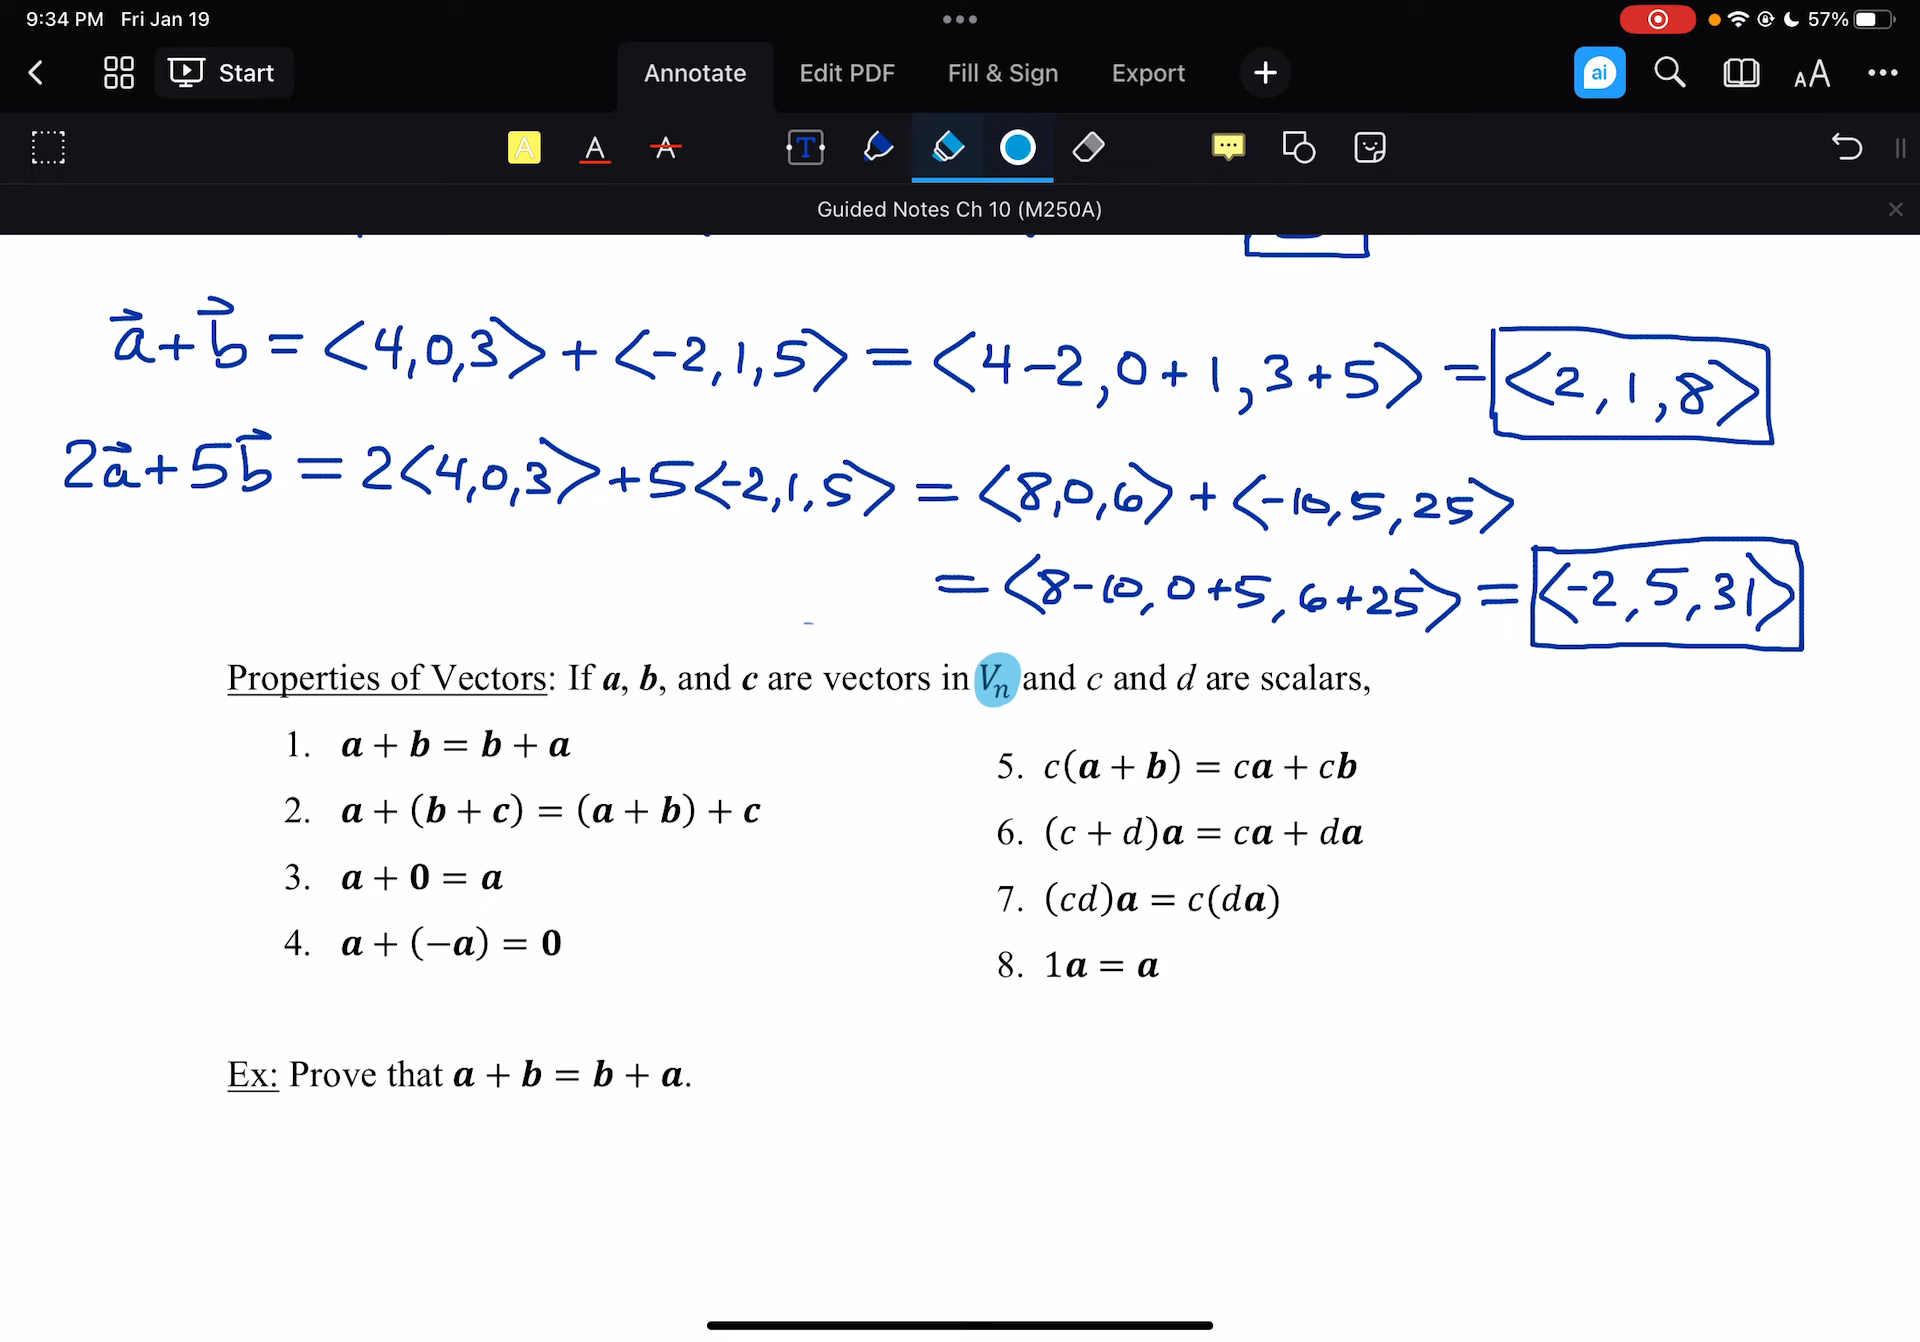 9:34 PM Fri Jan 19
57%
Start
Annotate
Edit PDF
Fill & Sign
Export
ai
AA
A A A T
Guided Notes Ch 10 (M250A)
a⃗+b⃗ = <4,0,3> + <-2,1,5> = <4-2, 0+1, 3+5> = <2,1,8>
2a⃗+5b⃗ = 2<4,0,3> + 5<-2,1,5> = <8,0,6> + <-10,5,25>
= <8-10, 0+5, 6+25> = <-2,5,31>
Properties of Vectors: If a, b, and c are vectors in Vₙ and c and d are scalars,
1. a + b = b + a
2. a + (b + c) = (a + b) + c
3. a + 0 = a
4. a + (−a) = 0
5. c(a + b) = ca + cb
6. (c + d)a = ca + da
7. (cd)a = c(da)
8. 1a = a
Ex: Prove that a + b = b + a.